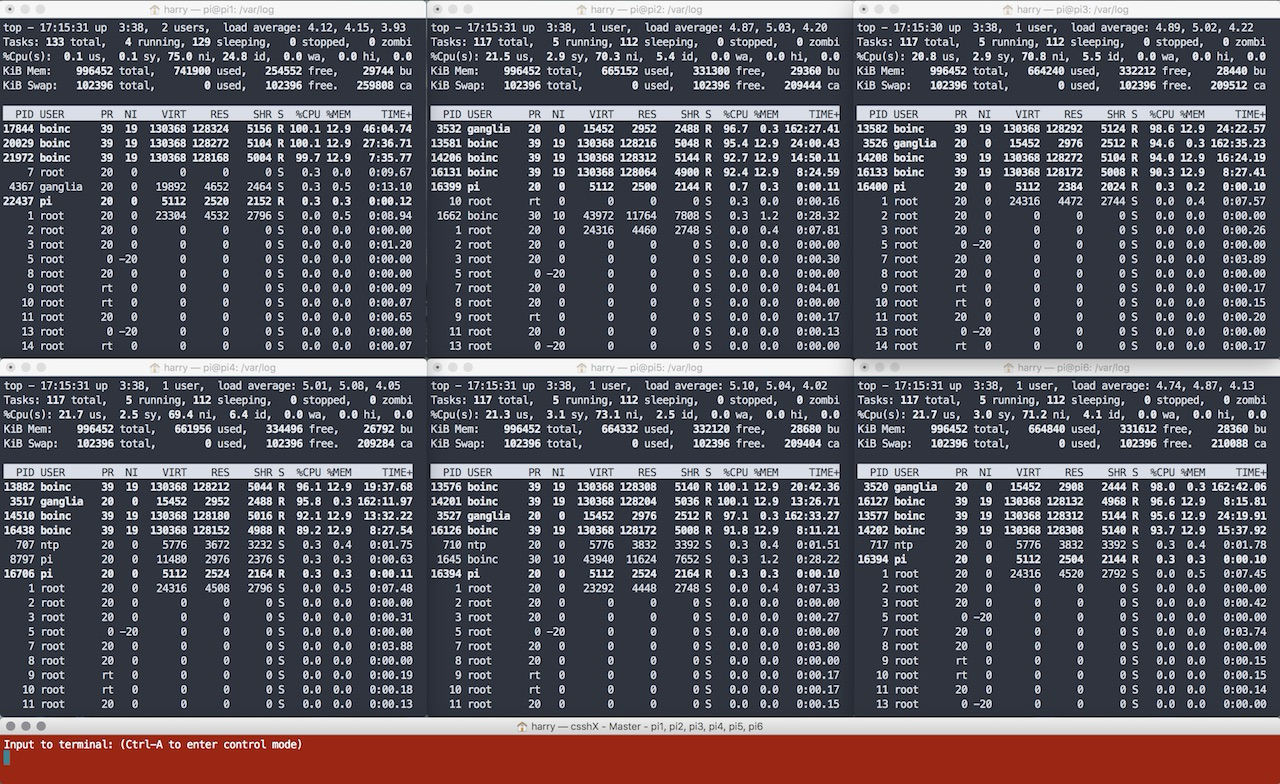 harry — pi@pi1: /var/log
top – 17:15:31 up  3:38,  2 users,  load average: 4.12, 4.15, 3.93
Tasks: 133 total,   4 running, 129 sleeping,   0 stopped,   0 zombi
%Cpu(s):  0.1 us,  0.1 sy, 75.0 ni, 24.8 id,  0.0 wa,  0.0 hi,  0.0
KiB Mem:    996452 total,   741900 used,   254552 free,    29744 bu
KiB Swap:   102396 total,        0 used,   102396 free.   259808 ca
PID USER      PR  NI    VIRT    RES    SHR S  %CPU %MEM     TIME+
17844 boinc     39  19  130368 128324   5156 R 100.1 12.9  46:04.74
20029 boinc     39  19  130368 128272   5104 R 100.1 12.9  27:36.71
21972 boinc     39  19  130368 128168   5004 R  99.7 12.9   7:35.77
7 root      20   0       0      0      0 S   0.3  0.0   0:09.67
4367 ganglia   20   0   19892   4652   2464 S   0.3  0.5   0:13.10
22437 pi        20   0    5112   2520   2152 R   0.3  0.3   0:00.12
1 root      20   0   23304   4532   2796 S   0.0  0.5   0:08.94
2 root      20   0       0      0      0 S   0.0  0.0   0:00.00
3 root      20   0       0      0      0 S   0.0  0.0   0:01.20
5 root       0 –20       0      0      0 S   0.0  0.0   0:00.00
8 root      20   0       0      0      0 S   0.0  0.0   0:00.00
9 root      rt   0       0      0      0 S   0.0  0.0   0:00.09
10 root      rt   0       0      0      0 S   0.0  0.0   0:00.07
11 root      20   0       0      0      0 S   0.0  0.0   0:00.65
13 root       0 –20       0      0      0 S   0.0  0.0   0:00.00
14 root      rt   0       0      0      0 S   0.0  0.0   0:00.07
harry — pi@pi2: /var/log
top – 17:15:31 up  3:38,  1 user,  load average: 4.87, 5.03, 4.20
Tasks: 117 total,   5 running, 112 sleeping,   0 stopped,   0 zombi
%Cpu(s): 21.5 us,  2.9 sy, 70.3 ni,  5.4 id,  0.0 wa,  0.0 hi,  0.0
KiB Mem:    996452 total,   665152 used,   331300 free,    29360 bu
KiB Swap:   102396 total,        0 used,   102396 free.   209444 ca
PID USER      PR  NI    VIRT    RES    SHR S  %CPU %MEM     TIME+
3532 ganglia   20   0   15452   2952   2488 R  96.7  0.3 162:27.41
13581 boinc     39  19  130368 128216   5048 R  95.4 12.9  24:00.43
14206 boinc     39  19  130368 128312   5144 R  92.7 12.9  14:50.11
16131 boinc     39  19  130368 128064   4900 R  92.4 12.9   8:24.59
16399 pi        20   0    5112   2500   2144 R   0.7  0.3   0:00.11
10 root      rt   0       0      0      0 S   0.3  0.0   0:00.16
1662 boinc     30  10   43972  11764   7808 S   0.3  1.2   0:28.32
1 root      20   0   24316   4460   2748 S   0.0  0.4   0:07.81
2 root      20   0       0      0      0 S   0.0  0.0   0:00.00
3 root      20   0       0      0      0 S   0.0  0.0   0:00.30
5 root       0 –20       0      0      0 S   0.0  0.0   0:00.00
7 root      20   0       0      0      0 S   0.0  0.0   0:04.01
8 root      20   0       0      0      0 S   0.0  0.0   0:00.00
9 root      rt   0       0      0      0 S   0.0  0.0   0:00.17
11 root      20   0       0      0      0 S   0.0  0.0   0:00.13
13 root       0 –20       0      0      0 S   0.0  0.0   0:00.00
harry — pi@pi3: /var/log
top – 17:15:30 up  3:38,  1 user,  load average: 4.89, 5.02, 4.22
Tasks: 117 total,   5 running, 112 sleeping,   0 stopped,   0 zombi
%Cpu(s): 20.8 us,  2.9 sy, 70.8 ni,  5.5 id,  0.0 wa,  0.0 hi,  0.0
KiB Mem:    996452 total,   664240 used,   332212 free,    28440 bu
KiB Swap:   102396 total,        0 used,   102396 free.   209512 ca
PID USER      PR  NI    VIRT    RES    SHR S  %CPU %MEM     TIME+
13582 boinc     39  19  130368 128292   5124 R  98.6 12.9  24:22.57
3526 ganglia   20   0   15452   2976   2512 R  94.6  0.3 162:35.23
14208 boinc     39  19  130368 128272   5104 R  94.0 12.9  16:24.19
16133 boinc     39  19  130368 128172   5008 R  90.3 12.9   8:27.41
16400 pi        20   0    5112   2384   2024 R   0.3  0.2   0:00.10
1 root      20   0   24316   4472   2744 S   0.0  0.4   0:07.57
2 root      20   0       0      0      0 S   0.0  0.0   0:00.00
3 root      20   0       0      0      0 S   0.0  0.0   0:00.26
5 root       0 –20       0      0      0 S   0.0  0.0   0:00.00
7 root      20   0       0      0      0 S   0.0  0.0   0:03.89
8 root      20   0       0      0      0 S   0.0  0.0   0:00.00
9 root      rt   0       0      0      0 S   0.0  0.0   0:00.17
10 root      rt   0       0      0      0 S   0.0  0.0   0:00.15
11 root      20   0       0      0      0 S   0.0  0.0   0:00.20
13 root       0 –20       0      0      0 S   0.0  0.0   0:00.00
14 root      rt   0       0      0      0 S   0.0  0.0   0:00.17
harry — pi@pi4: /var/log
top – 17:15:31 up  3:38,  1 user,  load average: 5.01, 5.08, 4.05
Tasks: 117 total,   5 running, 112 sleeping,   0 stopped,   0 zombi
%Cpu(s): 21.7 us,  2.5 sy, 69.4 ni,  6.4 id,  0.0 wa,  0.0 hi,  0.0
KiB Mem:    996452 total,   661956 used,   334496 free,    26792 bu
KiB Swap:   102396 total,        0 used,   102396 free.   209284 ca
PID USER      PR  NI    VIRT    RES    SHR S  %CPU %MEM     TIME+
13882 boinc     39  19  130368 128212   5044 R  96.1 12.9  19:37.68
3517 ganglia   20   0   15452   2952   2488 R  95.8  0.3 162:11.97
14510 boinc     39  19  130368 128180   5016 R  92.1 12.9  13:32.22
16438 boinc     39  19  130368 128152   4988 R  89.2 12.9   8:27.54
707 ntp       20   0    5776   3672   3232 S   0.3  0.4   0:01.75
8797 pi        20   0   11480   2976   2376 S   0.3  0.3   0:00.63
16706 pi        20   0    5112   2524   2164 R   0.3  0.3   0:00.11
1 root      20   0   24316   4508   2796 S   0.0  0.5   0:07.48
2 root      20   0       0      0      0 S   0.0  0.0   0:00.00
3 root      20   0       0      0      0 S   0.0  0.0   0:00.31
5 root       0 –20       0      0      0 S   0.0  0.0   0:00.00
7 root      20   0       0      0      0 S   0.0  0.0   0:03.88
8 root      20   0       0      0      0 S   0.0  0.0   0:00.00
9 root      rt   0       0      0      0 S   0.0  0.0   0:00.19
10 root      rt   0       0      0      0 S   0.0  0.0   0:00.18
11 root      20   0       0      0      0 S   0.0  0.0   0:00.13
harry — pi@pi5: /var/log
top – 17:15:31 up  3:38,  1 user,  load average: 5.10, 5.04, 4.02
Tasks: 117 total,   5 running, 112 sleeping,   0 stopped,   0 zombi
%Cpu(s): 21.3 us,  3.1 sy, 73.1 ni,  2.5 id,  0.0 wa,  0.0 hi,  0.0
KiB Mem:    996452 total,   664332 used,   332120 free,    28680 bu
KiB Swap:   102396 total,        0 used,   102396 free.   209404 ca
PID USER      PR  NI    VIRT    RES    SHR S  %CPU %MEM     TIME+
13576 boinc     39  19  130368 128308   5140 R 100.1 12.9  20:42.36
14201 boinc     39  19  130368 128204   5036 R 100.1 12.9  13:26.71
3527 ganglia   20   0   15452   2976   2512 R  97.1  0.3 162:33.27
16126 boinc     39  19  130368 128172   5008 R  91.8 12.9   8:11.21
710 ntp       20   0    5776   3832   3392 S   0.3  0.4   0:01.51
1645 boinc     30  10   43940  11624   7652 S   0.3  1.2   0:28.22
16394 pi        20   0    5112   2524   2164 R   0.3  0.3   0:00.10
1 root      20   0   23292   4448   2748 S   0.0  0.4   0:07.33
2 root      20   0       0      0      0 S   0.0  0.0   0:00.00
3 root      20   0       0      0      0 S   0.0  0.0   0:00.27
5 root       0 –20       0      0      0 S   0.0  0.0   0:00.00
7 root      20   0       0      0      0 S   0.0  0.0   0:03.80
8 root      20   0       0      0      0 S   0.0  0.0   0:00.00
9 root      rt   0       0      0      0 S   0.0  0.0   0:00.17
10 root      rt   0       0      0      0 S   0.0  0.0   0:00.17
11 root      20   0       0      0      0 S   0.0  0.0   0:00.15
harry — pi@pi6: /var/log
top – 17:15:31 up  3:38,  1 user,  load average: 4.74, 4.87, 4.13
Tasks: 117 total,   5 running, 112 sleeping,   0 stopped,   0 zombi
%Cpu(s): 21.7 us,  3.0 sy, 71.2 ni,  4.1 id,  0.0 wa,  0.0 hi,  0.0
KiB Mem:    996452 total,   664840 used,   331612 free,    28360 bu
KiB Swap:   102396 total,        0 used,   102396 free.   210088 ca
PID USER      PR  NI    VIRT    RES    SHR S  %CPU %MEM     TIME+
3520 ganglia   20   0   15452   2908   2444 R  98.0  0.3 162:42.06
16127 boinc     39  19  130368 128132   4968 R  96.6 12.9   8:15.81
13577 boinc     39  19  130368 128312   5144 R  95.6 12.9  24:19.91
14202 boinc     39  19  130368 128308   5140 R  93.7 12.9  15:37.92
717 ntp       20   0    5776   3832   3392 S   0.3  0.4   0:01.78
16394 pi        20   0    5112   2504   2144 R   0.3  0.3   0:00.10
1 root      20   0   24316   4520   2792 S   0.0  0.5   0:07.45
2 root      20   0       0      0      0 S   0.0  0.0   0:00.00
3 root      20   0       0      0      0 S   0.0  0.0   0:00.42
5 root       0 –20       0      0      0 S   0.0  0.0   0:00.00
7 root      20   0       0      0      0 S   0.0  0.0   0:03.74
8 root      20   0       0      0      0 S   0.0  0.0   0:00.00
9 root      rt   0       0      0      0 S   0.0  0.0   0:00.15
10 root      rt   0       0      0      0 S   0.0  0.0   0:00.15
11 root      20   0       0      0      0 S   0.0  0.0   0:00.14
13 root       0 –20       0      0      0 S   0.0  0.0   0:00.00
harry — csshX - Master - pi1, pi2, pi3, pi4, pi5, pi6
Input to terminal: (Ctrl–A to enter control mode)